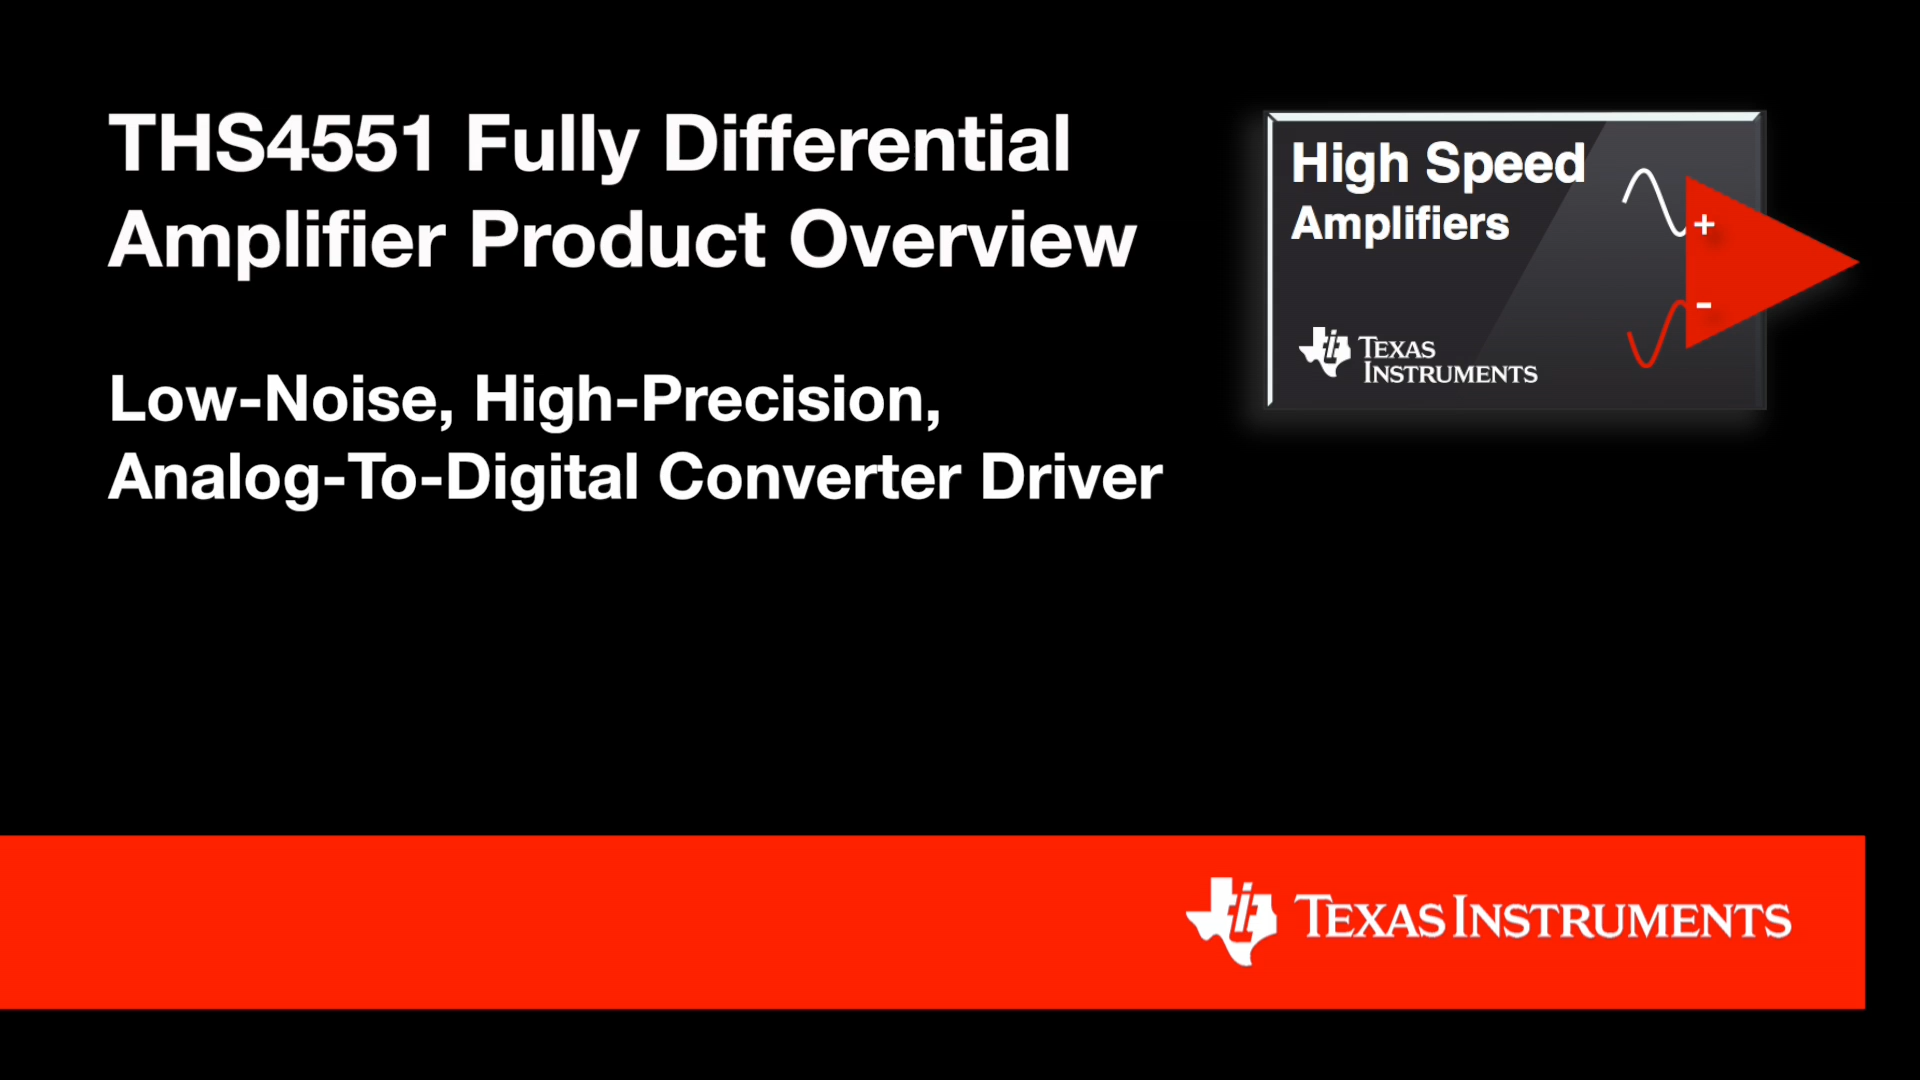 THS4551 Fully Differential
Amplifier Product Overview
Low-Noise, High-Precision,
Analog-To-Digital Converter Driver
High Speed
Amplifiers
+
-
TEXAS
INSTRUMENTS
TEXAS INSTRUMENTS